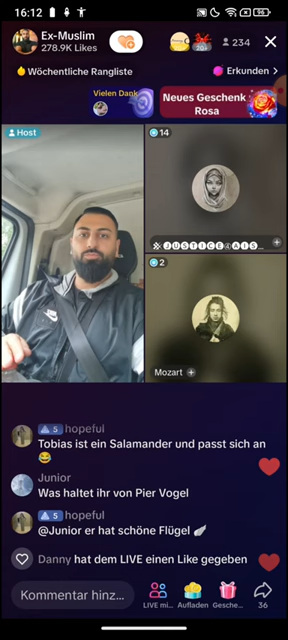 16:12
96
Ex-Muslim
278.9K Likes
20+
234
Wöchentliche Rangliste
Erkunden >
Vielen Dank
Neues Geschenk
Rosa
Host
14
🅙🅤🅢🅣🅘🅒🅔④🅐🅘🅢...
2
Mozart
5 hopeful
Tobias ist ein Salamander und passt sich an
😂
Junior
Was haltet ihr von Pier Vogel
5 hopeful
@Junior er hat schöne Flügel 🪽
Danny hat dem LIVE einen Like gegeben
Kommentar hinz...
LIVE mi...
Aufladen
Gesche...
36